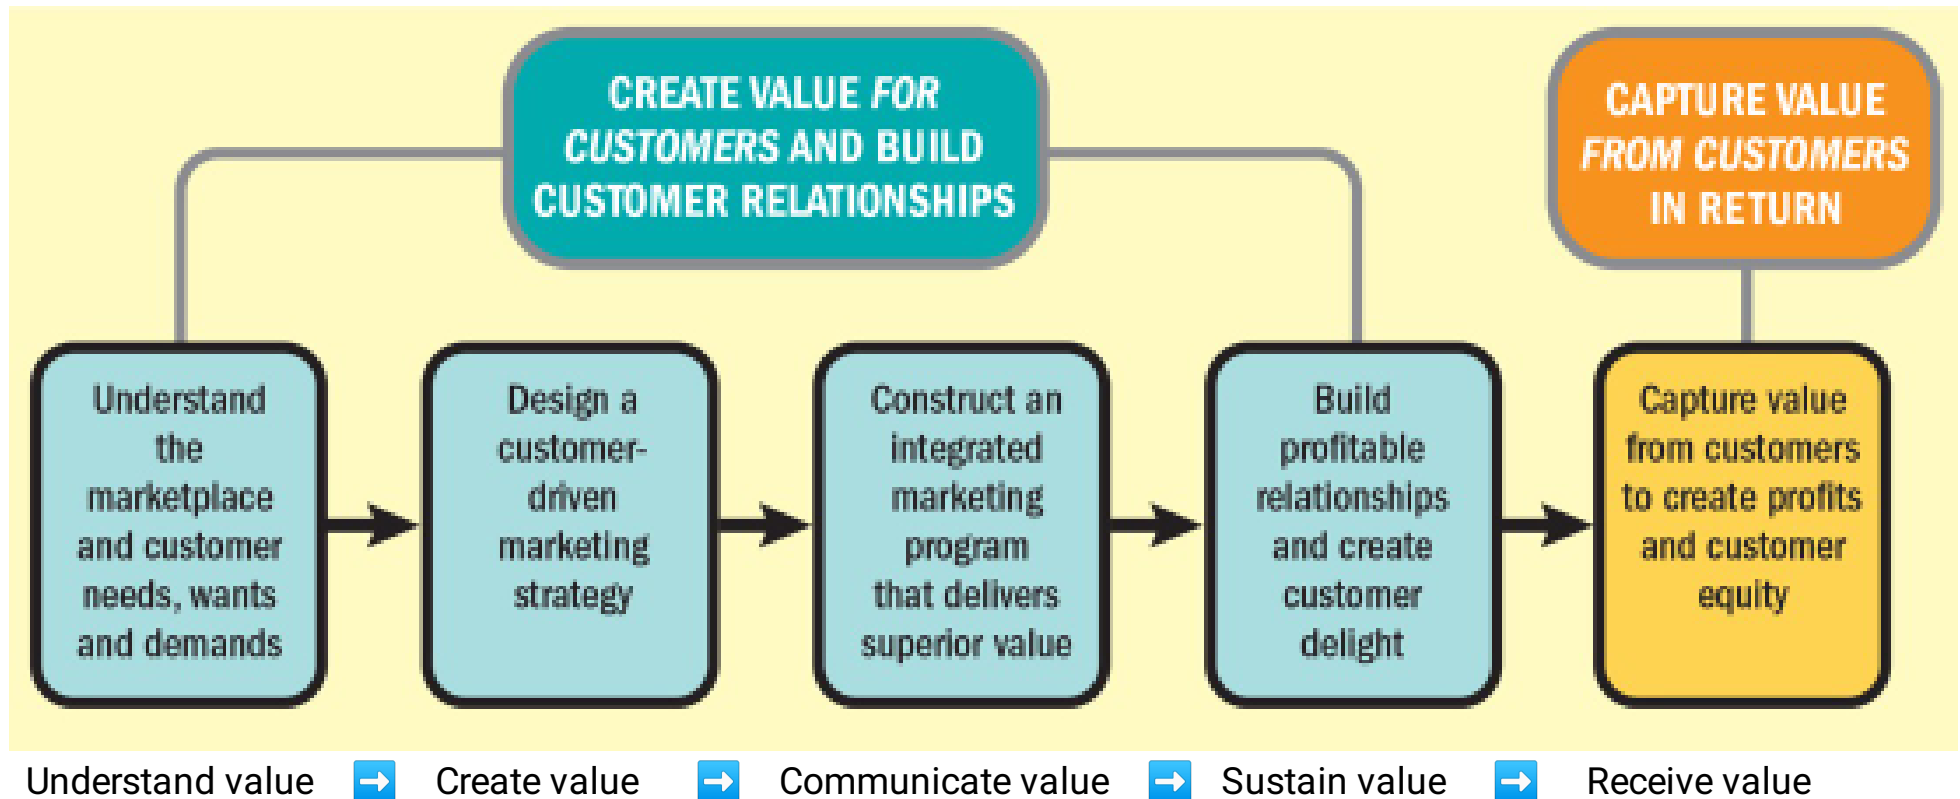 CREATE VALUE FOR
CUSTOMERS AND BUILD
CUSTOMER RELATIONSHIPS
CAPTURE VALUE
FROM CUSTOMERS
IN RETURN
Understand
the
marketplace
and customer
needs, wants
and demands
Design a
customer-
driven
marketing
strategy
Construct an
integrated
marketing
program
that delivers
superior value
Build
profitable
relationships
and create
customer
delight
Capture value
from customers
to create profits
and customer
equity
Understand value ➡ Create value ➡ Communicate value ➡ Sustain value ➡ Receive value